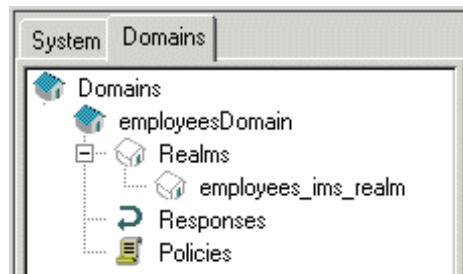 System Domains
Domains
employeesDomain
Realms
employees_ims_realm
Responses
Policies